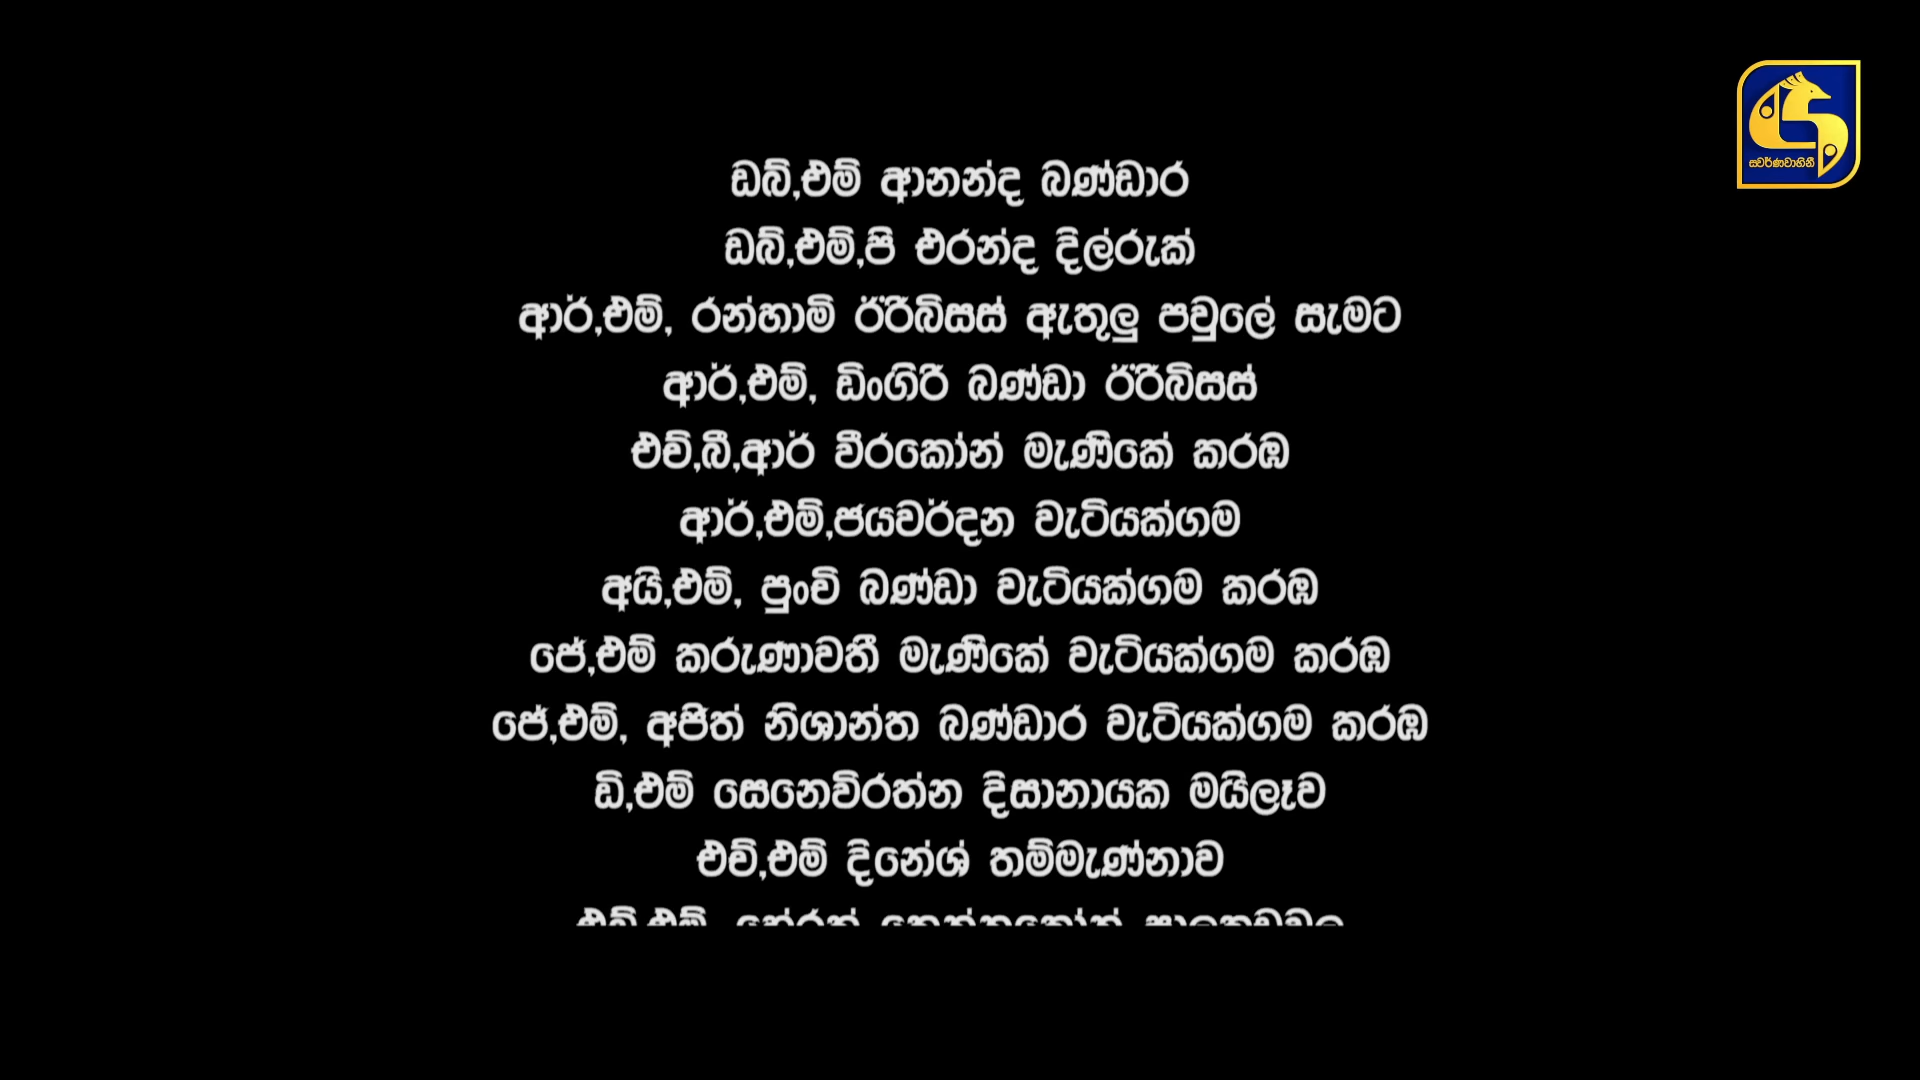 ස්වර්ණවාහිනී
ඩබ්,එම් ආනන්ද බණ්ඩාර
ඩබ්,එම්,පි එරන්ද දිල්රුක්
ආර්,එම්, රන්හාමි ඊරිබිසස් ඇතුලු පවුලේ සැමට
ආර්,එම්, ඩිංගිරි බණ්ඩා ඊරිබිසස්
එච්,බී,ආර් වීරකෝන් මැණිකේ කරඹ
ආර්,එම්,ජයවර්දන වැටියක්ගම
අයි,එම්, පුංචි බණ්ඩා වැටියක්ගම කරඹ
ජේ,එම් කරුණාවතී මැණිකේ වැටියක්ගම කරඹ
ජේ,එම්, අජිත් නිශාන්ත බණ්ඩාර වැටියක්ගම කරඹ
ඩි,එම් සෙනෙවිරත්න දිසානායක මයිලෑව
එච්,එම් දිනේශ් තම්මැණ්නාව